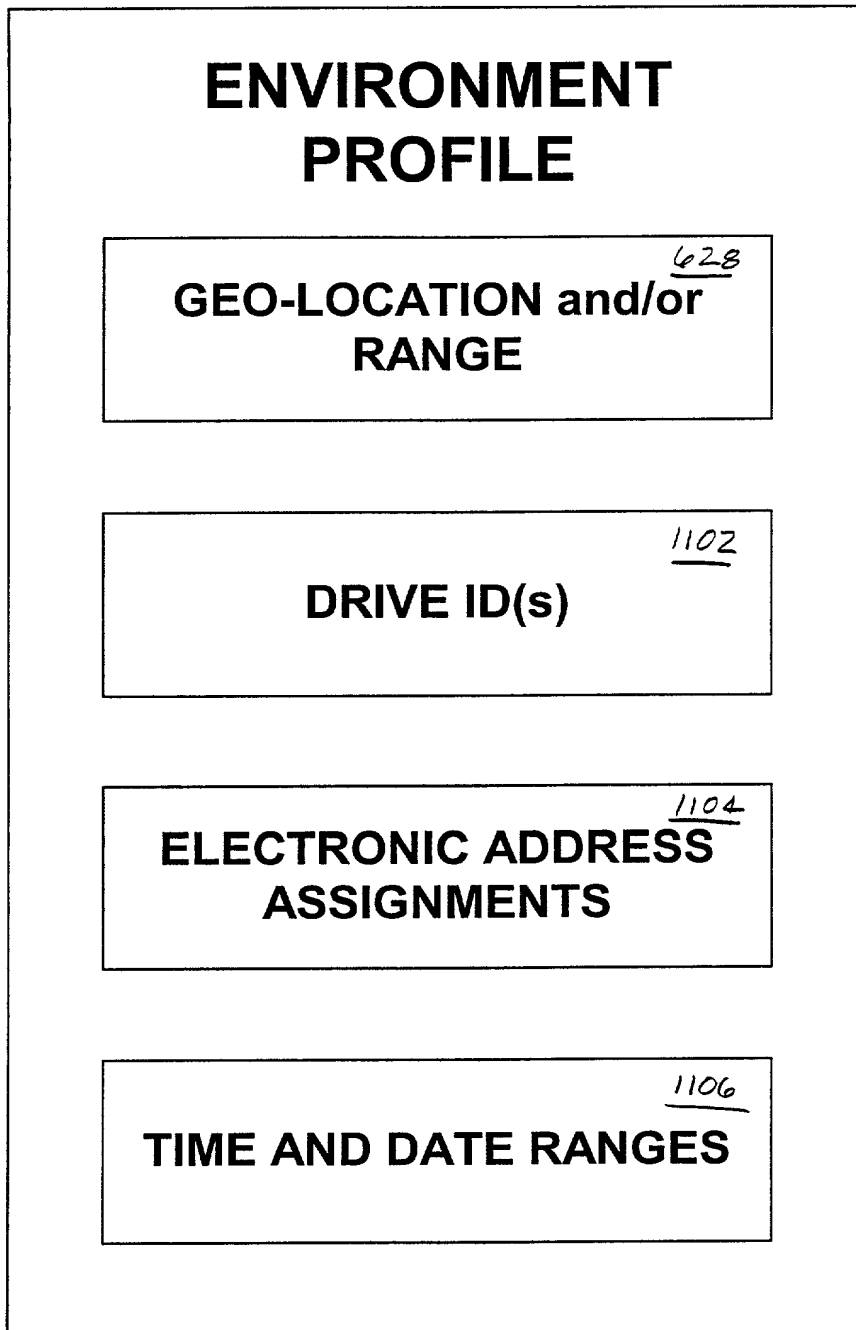 ENVIRONMENT
PROFILE
628
GEO-LOCATION and/or
RANGE
1102
DRIVE ID(s)
1104
ELECTRONIC ADDRESS
ASSIGNMENTS
1106
TIME AND DATE RANGES